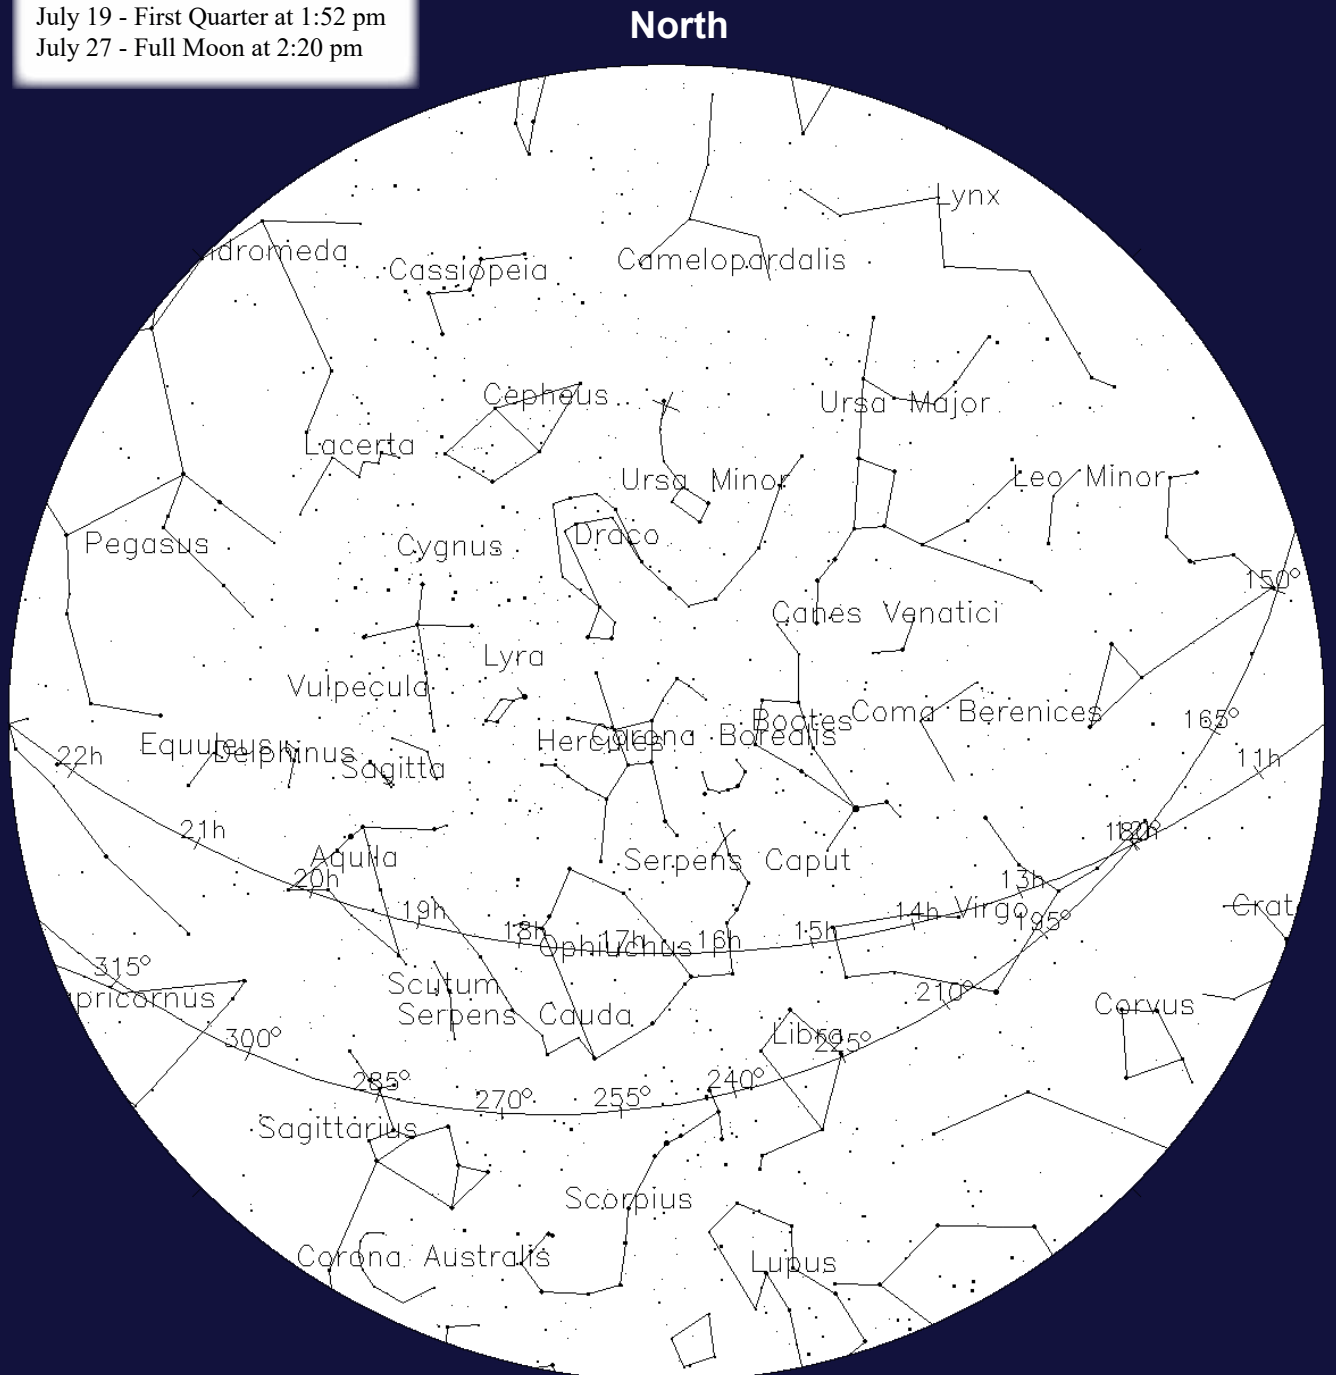 July 19 - First Quarter at 1:52 pm
July 27 - Full Moon at 2:20 pm
North
Lynx
dromeda
Cassiopeia
Camelopardalis
Cepheus
Ursa Major
Lacerta
Ursa Minor
Leo Minor
Pegasus
Cygnus
Draco
150°
Canes Venatici
Lyra
Vulpecula
Coma Berenices
165°
Bootes
Hercules
Corona Borealis
Equuleus
Delphinus
22h
Sagitta
11h
21h
180°
Aquila
Serpens Caput
20h
13h
19h
14h
Virgo
Crat
195°
18h
Ophiuchus
17h
16h
15h
315°
Scutum
210°
pricornus
Corvus
Serpens Cauda
300°
Libra
225°
285°
270°
255°
240°
Sagittarius
Scorpius
Corona Australis
Lupus